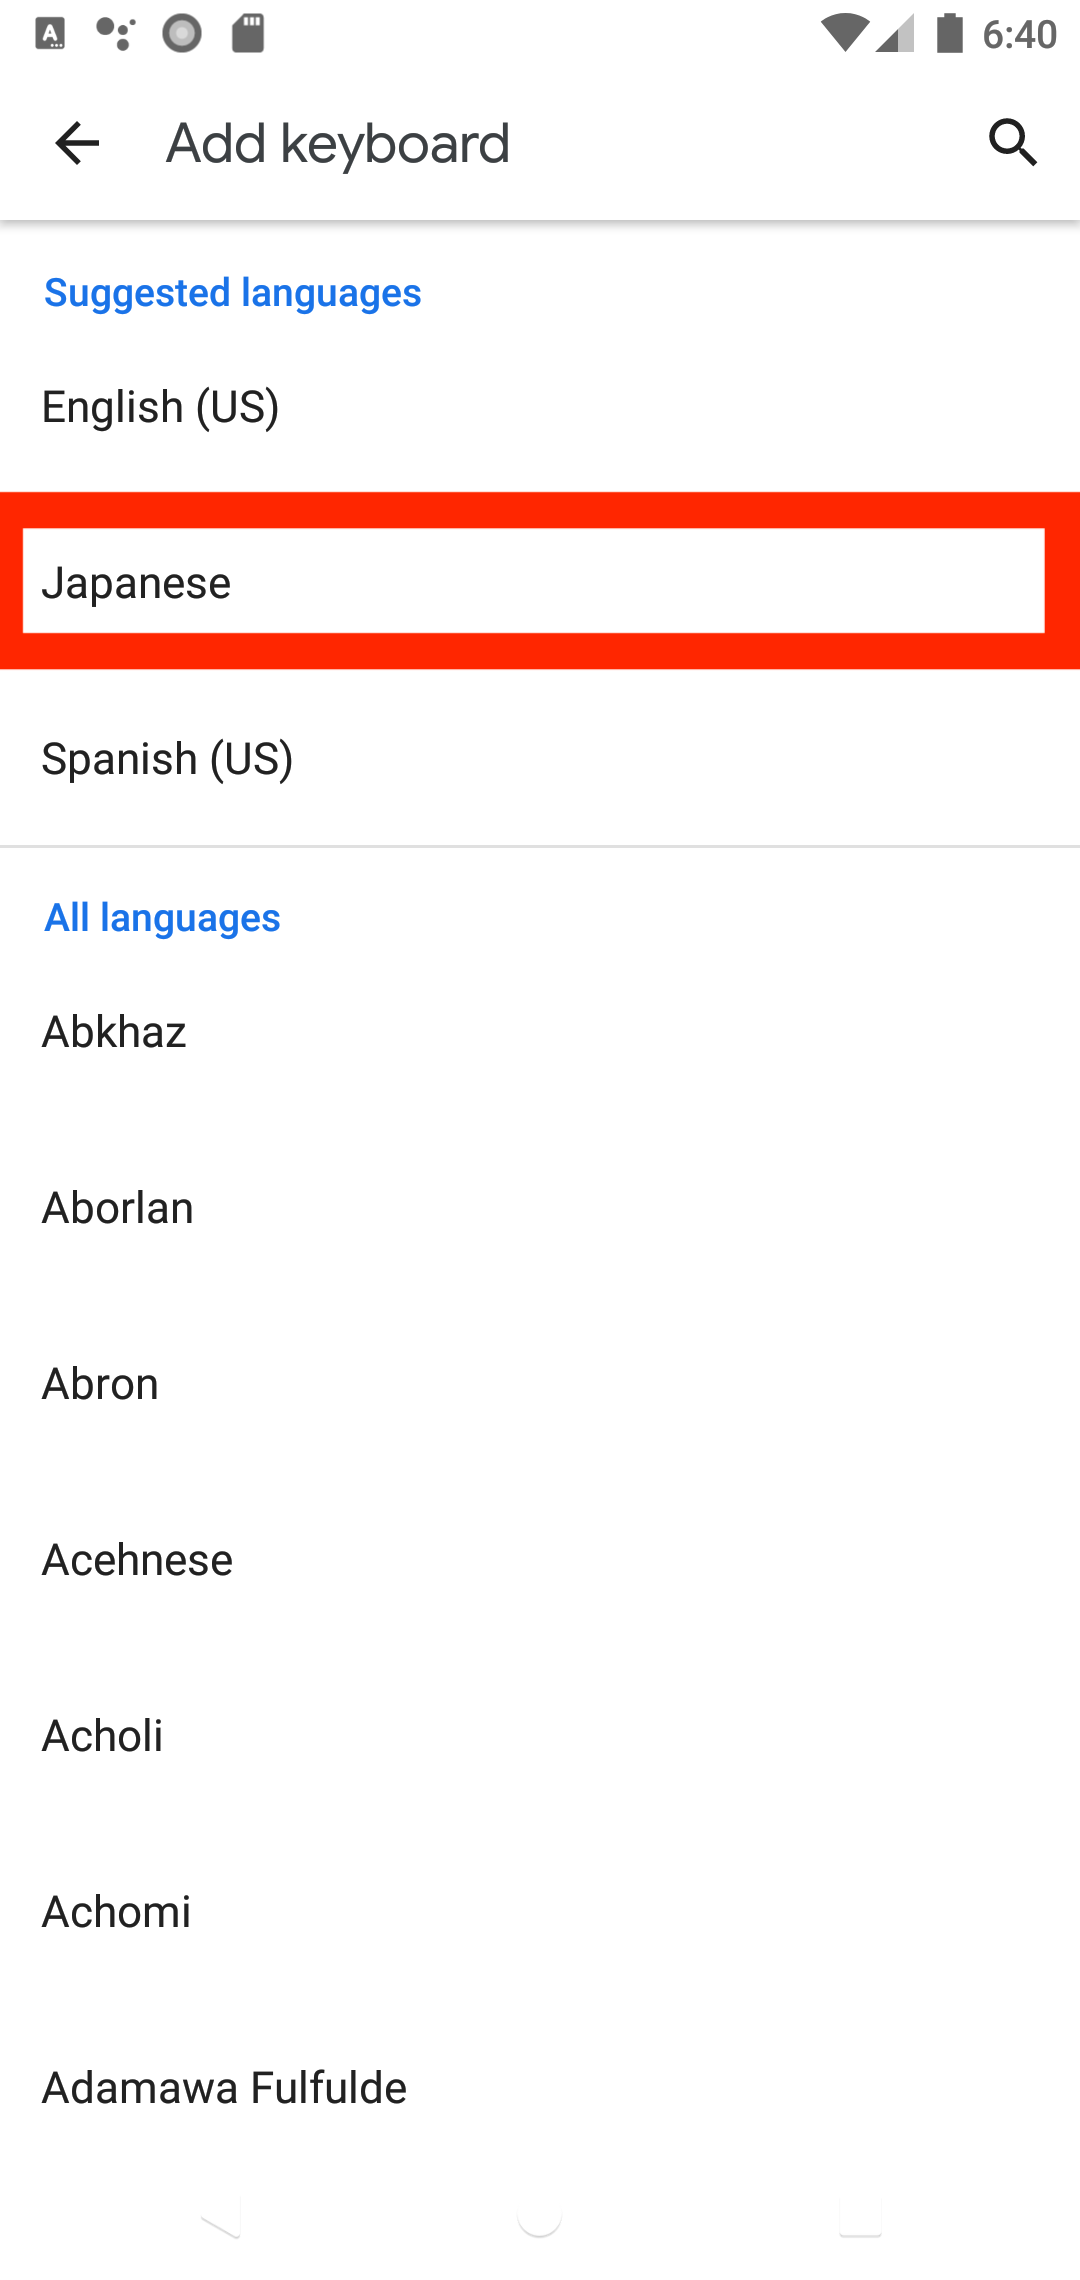 6:40
Add keyboard
Suggested languages
English (US)
Japanese
Spanish (US)
All languages
Abkhaz
Aborlan
Abron
Acehnese
Acholi
Achomi
Adamawa Fulfulde